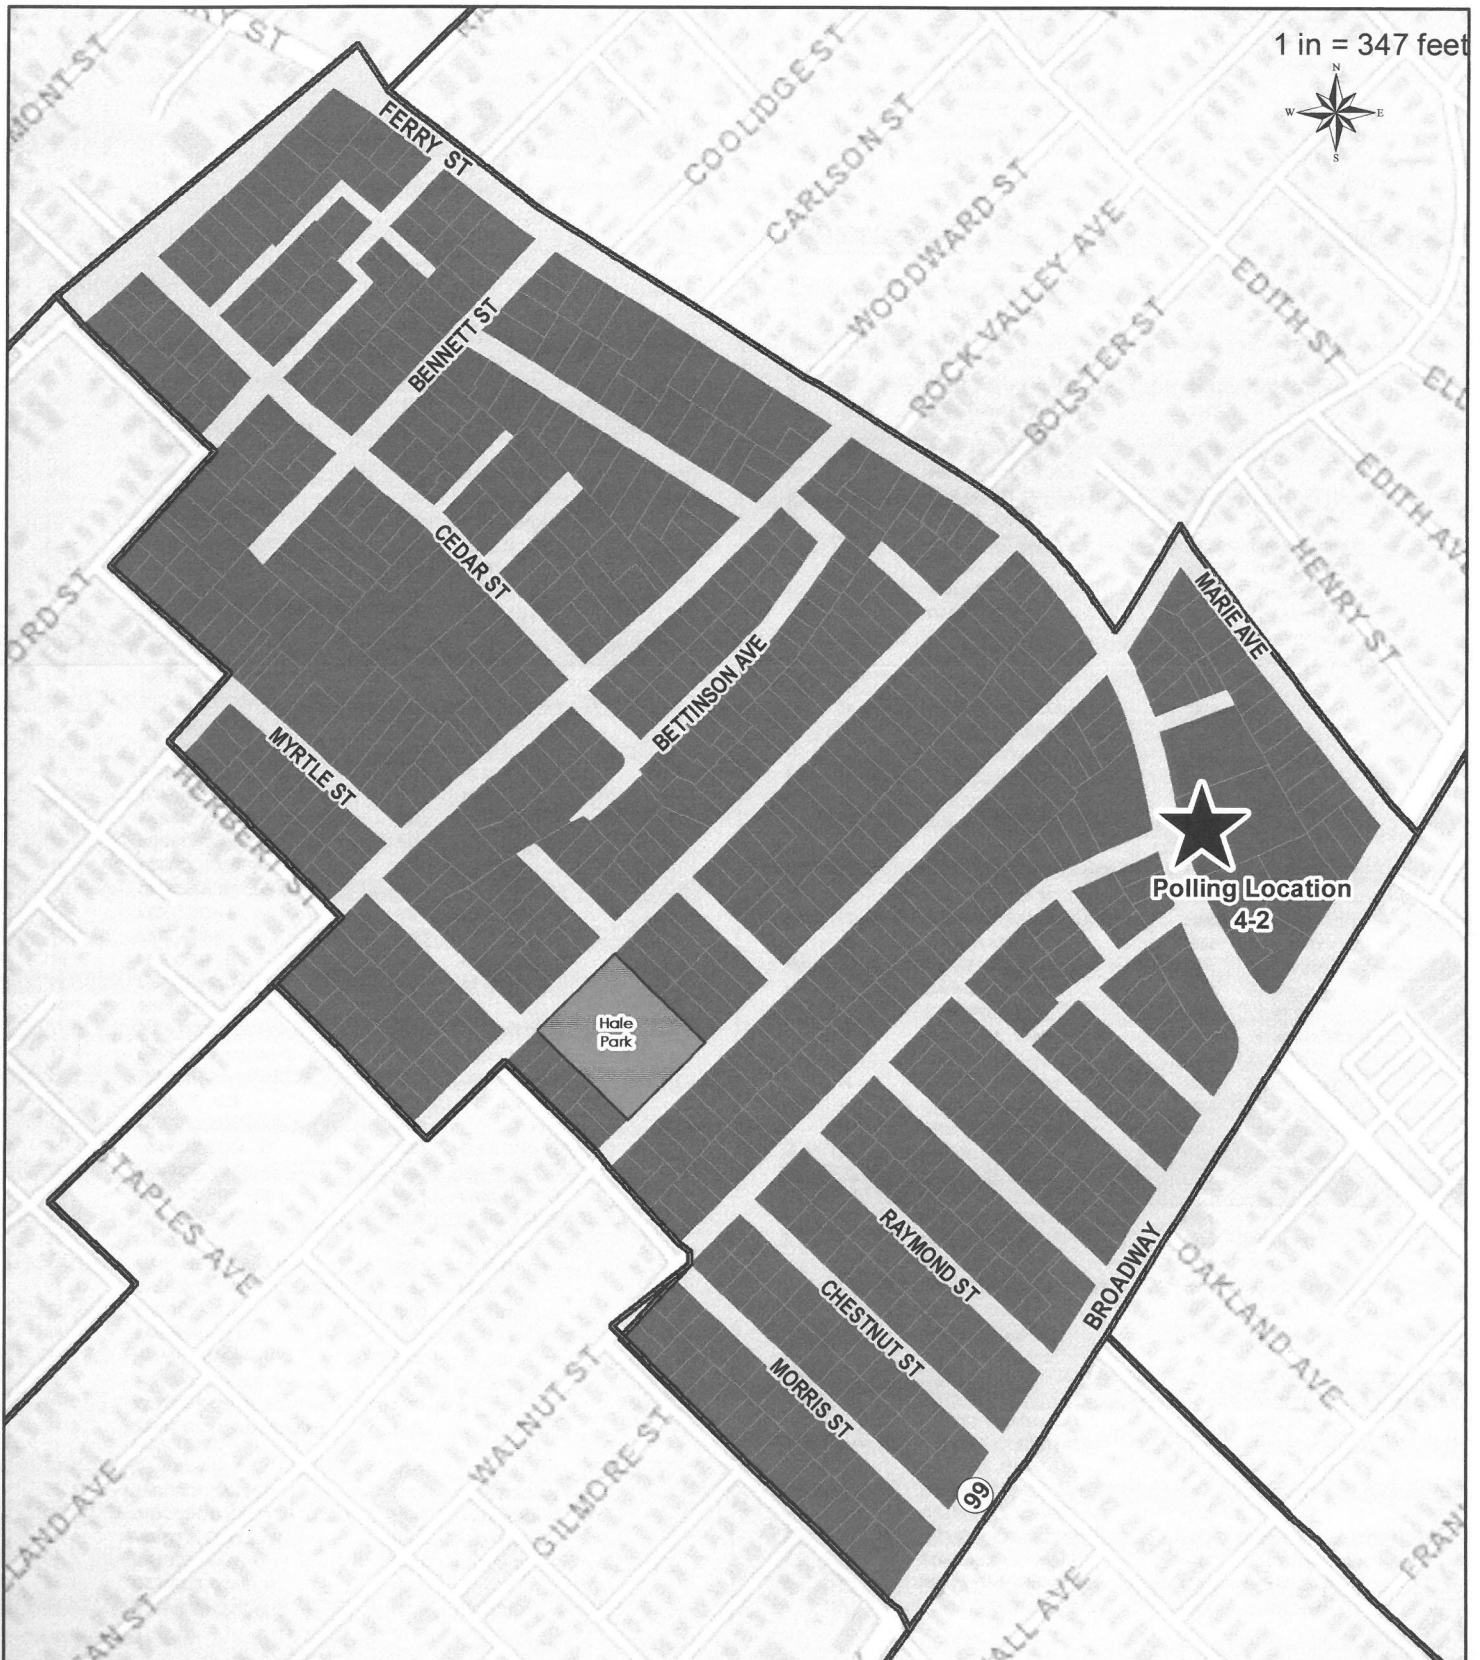 1 in = 347 feet
N
W
E
S
FERRY ST
COOLIDGE ST
CARLSON ST
WOODWARD ST
ROCK VALLEY AVE
BOLSTER ST
EDITH ST
EDITH AV
HENRY ST
MARIE AVE
BENNETT ST
CEDAR ST
BETTINSON AVE
MYRTLE ST
HERBERT ST
Polling Location
4-2
Hale
Park
STAPLES AVE
RAYMOND ST
CHESTNUT ST
MORRIS ST
BROADWAY
99
OAKLAND AVE
WALNUT ST
GILMORE ST